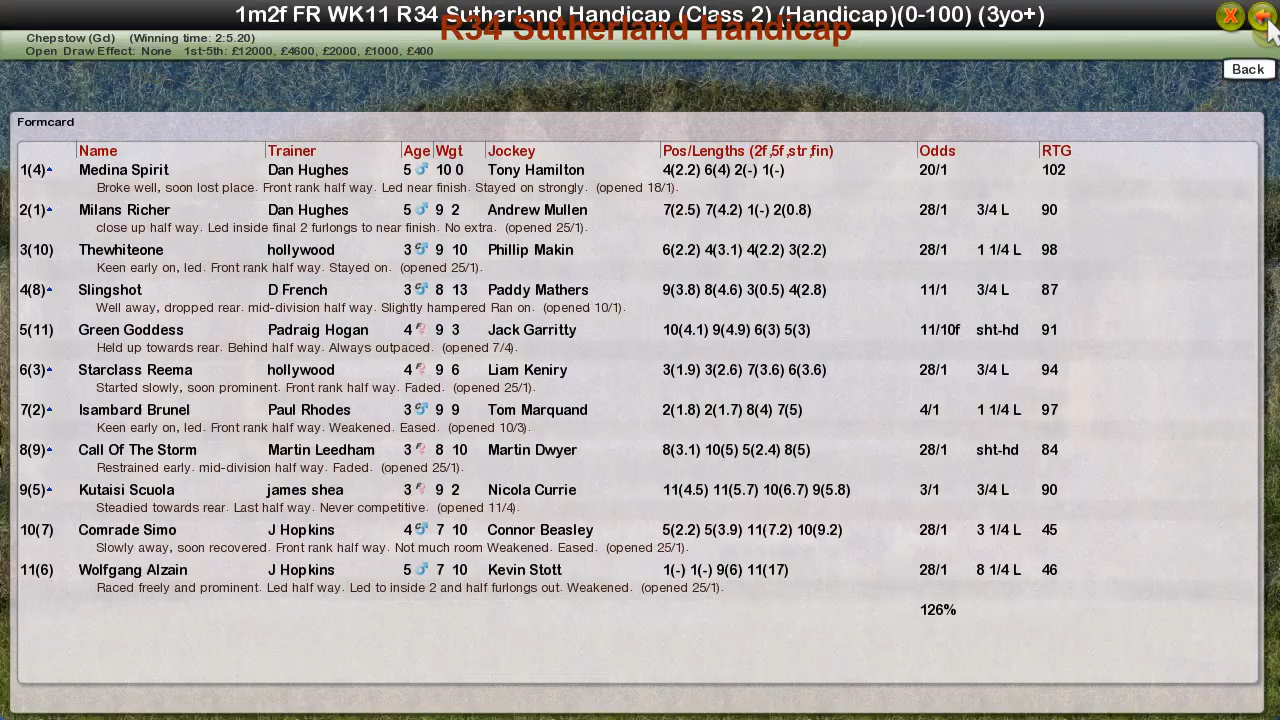 1m2f FR WK11 R34 Sutherland Handicap (Class 2) (Handicap)(0-100) (3yo+)
R34 Sutherland Handicap
Chepstow (Gd) (Winning time: 2:5.20)
Open Draw Effect: None 1st-5th: £12000, £4600, £2000, £1000, £400
Back
Formcard
Name Trainer Age Wgt Jockey Pos/Lengths (2f,5f,str,fin) Odds RTG
1(4) Medina Spirit Dan Hughes 5 10 0 Tony Hamilton 4(2.2) 6(4) 2(-) 1(-) 20/1 102
Broke well, soon lost place. Front rank half way. Led near finish. Stayed on strongly. (opened 18/1).
2(1) Milans Richer Dan Hughes 5 9 2 Andrew Mullen 7(2.5) 7(4.2) 1(-) 2(0.8) 28/1 3/4 L 90
close up half way. Led inside final 2 furlongs to near finish. No extra. (opened 25/1).
3(10) Thewhiteone hollywood 3 9 10 Phillip Makin 6(2.2) 4(3.1) 4(2.2) 3(2.2) 28/1 1 1/4 L 98
Keen early on, led. Front rank half way. Stayed on. (opened 25/1).
4(8) Slingshot D French 3 8 13 Paddy Mathers 9(3.8) 8(4.6) 3(0.5) 4(2.8) 11/1 3/4 L 87
Well away, dropped rear. mid-division half way. Slightly hampered Ran on. (opened 10/1).
5(11) Green Goddess Padraig Hogan 4 9 3 Jack Garritty 10(4.1) 9(4.9) 6(3) 5(3) 11/10f sht-hd 91
Held up towards rear. Behind half way. Always outpaced. (opened 7/4).
6(3) Starclass Reema hollywood 4 9 6 Liam Keniry 3(1.9) 3(2.6) 7(3.6) 6(3.6) 28/1 3/4 L 94
Started slowly, soon prominent. Front rank half way. Faded. (opened 25/1).
7(2) Isambard Brunel Paul Rhodes 3 9 9 Tom Marquand 2(1.8) 2(1.7) 8(4) 7(5) 4/1 1 1/4 L 97
Keen early on, led. Front rank half way. Weakened. Eased. (opened 10/3).
8(9) Call Of The Storm Martin Leedham 3 8 10 Martin Dwyer 8(3.1) 10(5) 5(2.4) 8(5) 28/1 sht-hd 84
Restrained early. mid-division half way. Faded. (opened 25/1).
9(5) Kutaisi Scuola james shea 3 9 2 Nicola Currie 11(4.5) 11(5.7) 10(6.7) 9(5.8) 3/1 3/4 L 90
Steadied towards rear. Last half way. Never competitive. (opened 11/4).
10(7) Comrade Simo J Hopkins 4 7 10 Connor Beasley 5(2.2) 5(3.9) 11(7.2) 10(9.2) 28/1 3 1/4 L 45
Slowly away, soon recovered. Front rank half way. Not much room Weakened. Eased. (opened 25/1).
11(6) Wolfgang Alzain J Hopkins 5 7 10 Kevin Stott 1(-) 1(-) 9(6) 11(17) 28/1 8 1/4 L 46
Raced freely and prominent. Led half way. Led to inside 2 and half furlongs out. Weakened. (opened 25/1).
126%